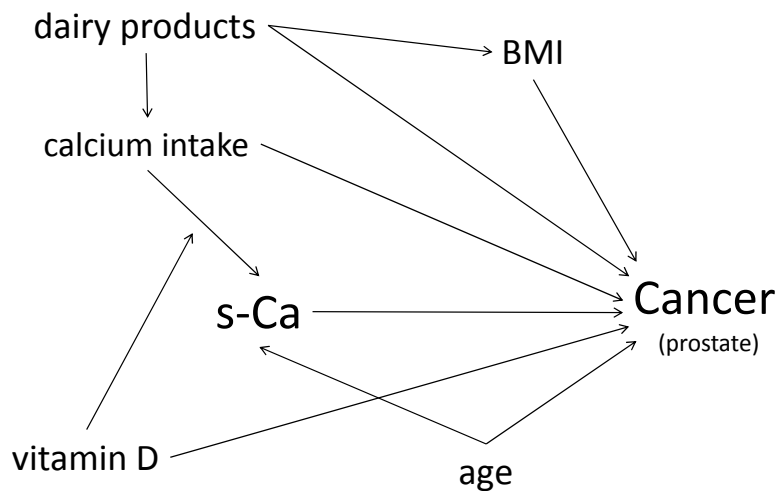 dairy products
BMI
calcium intake
s-Ca
Cancer
(prostate)
vitamin D
age